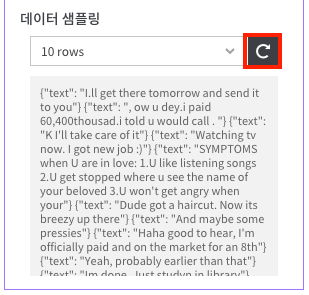 데이터 샘플링
10 rows
{"text": "I.ll get there tomorrow and send it
to you"} {"text": ", ow u dey.i paid
60,400thousad.i told u would call . "} {"text":
"K I'll take care of it"} {"text": "Watching tv
now. I got new job :)"} {"text": "SYMPTOMS
when U are in love: 1.U like listening songs
2.U get stopped where u see the name of
your beloved 3.U won't get angry when
your"} {"text": "Dude got a haircut. Now its
breezy up there"} {"text": "And maybe some
pressies"} {"text": "Haha good to hear, I'm
officially paid and on the market for an 8th"}
{"text": "Yeah, probably earlier than that"}
{"text": "Im done. Just studyn in library"}